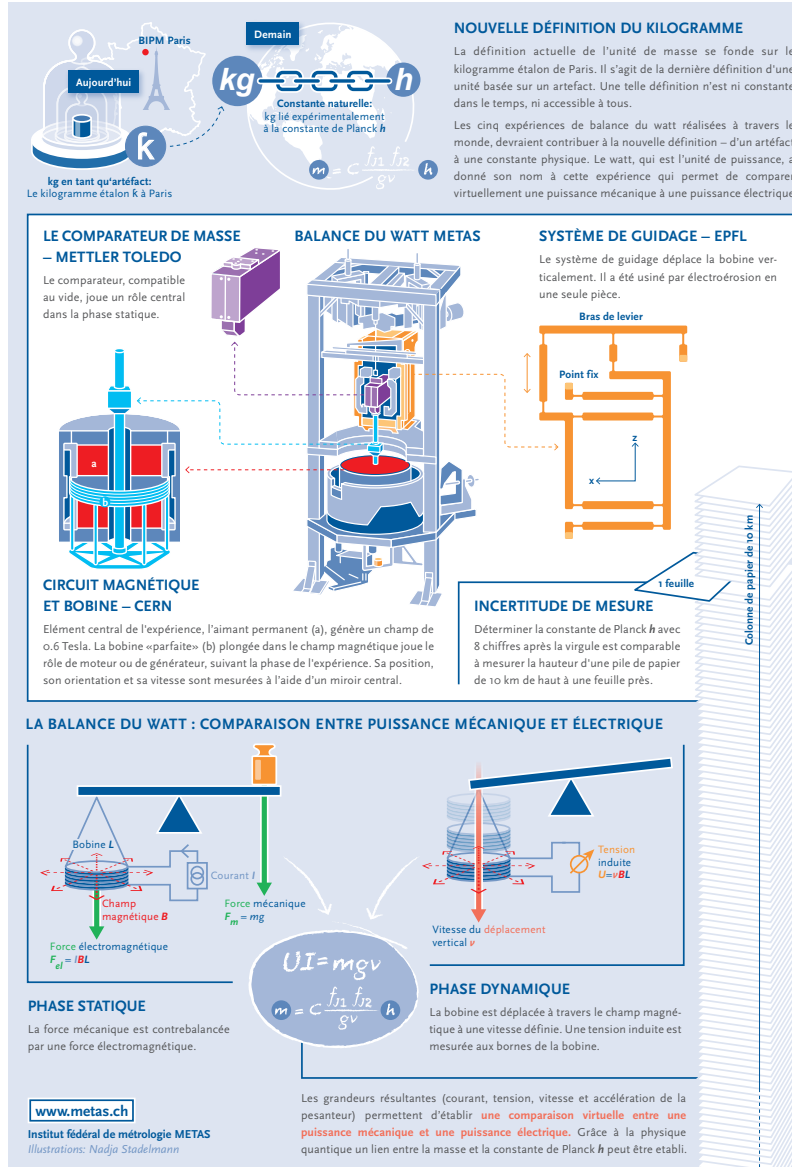 BIPM Paris
Aujourd'hui
Demain
kg
h
k
Constante naturelle:
kg lié expérimentalement
à la constante de Planck h
m = C fJ1 fJ2 / gv h
kg en tant qu'artéfact:
Le kilogramme étalon k à Paris
NOUVELLE DÉFINITION DU KILOGRAMME
La définition actuelle de l'unité de masse se fonde sur le
kilogramme étalon de Paris. Il s'agit de la dernière définition d'une
unité basée sur un artefact. Une telle définition n'est ni constante
dans le temps, ni accessible à tous.
Les cinq expériences de balance du watt réalisées à travers le
monde, devraient contribuer à la nouvelle définition – d'un artéfact
à une constante physique. Le watt, qui est l'unité de puissance, a
donné son nom à cette expérience qui permet de comparer
virtuellement une puissance mécanique à une puissance électrique
LE COMPARATEUR DE MASSE
– METTLER TOLEDO
Le comparateur, compatible
au vide, joue un rôle central
dans la phase statique.
BALANCE DU WATT METAS
SYSTÈME DE GUIDAGE – EPFL
Le système de guidage déplace la bobine ver-
ticalement. Il a été usiné par électroérosion en
une seule pièce.
Bras de levier
Point fix
z
x
a
b
CIRCUIT MAGNÉTIQUE
ET BOBINE – CERN
Elément central de l'expérience, l'aimant permanent (a), génère un champ de
0.6 Tesla. La bobine «parfaite» (b) plongée dans le champ magnétique joue le
rôle de moteur ou de générateur, suivant la phase de l'expérience. Sa position,
son orientation et sa vitesse sont mesurées à l'aide d'un miroir central.
INCERTITUDE DE MESURE
Déterminer la constante de Planck h avec
8 chiffres après la virgule est comparable
à mesurer la hauteur d'une pile de papier
de 10 km de haut à une feuille près.
1 feuille
Colonne de papier de 10 km
LA BALANCE DU WATT : COMPARAISON ENTRE PUISSANCE MÉCANIQUE ET ÉLECTRIQUE
Bobine L
Courant I
Champ
magnétique B
Force électromagnétique
Fel = IBL
Force mécanique
Fm = mg
Tension
induite
U=vBL
Vitesse du déplacement
vertical v
UI=mgv
m = C fJ1 fJ2 / gv h
PHASE STATIQUE
La force mécanique est contrebalancée
par une force électromagnétique.
PHASE DYNAMIQUE
La bobine est déplacée à travers le champ magné-
tique à une vitesse définie. Une tension induite est
mesurée aux bornes de la bobine.
www.metas.ch
Institut fédéral de métrologie METAS
Illustrations: Nadja Stadelmann
Les grandeurs résultantes (courant, tension, vitesse et accélération de la
pesanteur) permettent d'établir une comparaison virtuelle entre une
puissance mécanique et une puissance électrique. Grâce à la physique
quantique un lien entre la masse et la constante de Planck h peut être etabli.